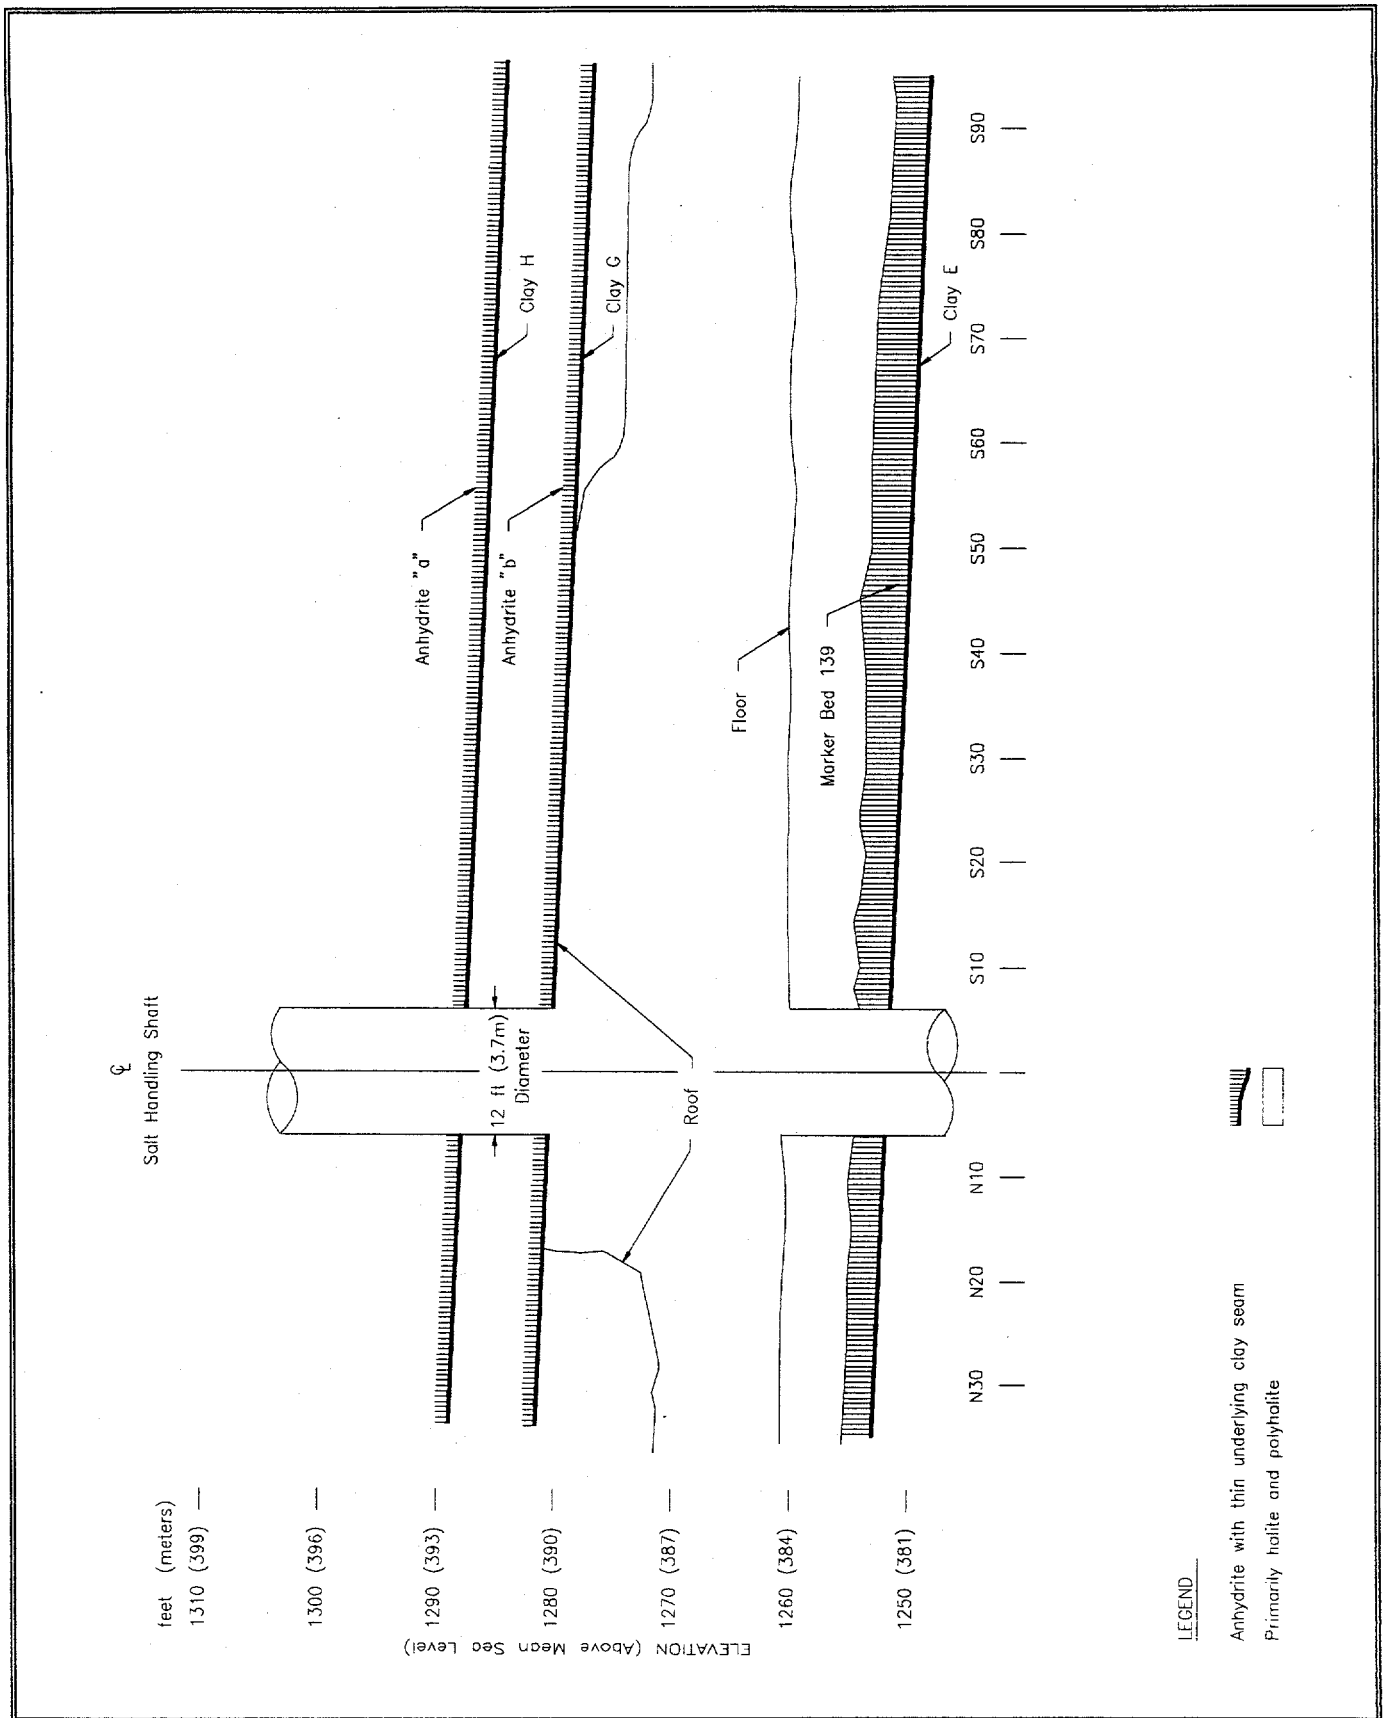 ℄
Salt Handling Shaft
feet (meters)
1310 (399)
1300 (396)
1290 (393)
1280 (390)
1270 (387)
1260 (384)
1250 (381)
ELEVATION (Above Mean Sea Level)
12 ft (3.7m)
Diameter
Roof
Anhydrite "a"
Clay H
Anhydrite "b"
Clay G
Floor
Marker Bed 139
Clay E
N30
N20
N10
S10
S20
S30
S40
S50
S60
S70
S80
S90
LEGEND
Anhydrite with thin underlying clay seam
Primarily halite and polyhalite